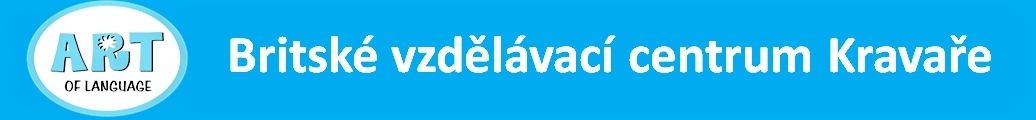 ART
OF LANGUAGE
Britské vzdělávací centrum Kravaře